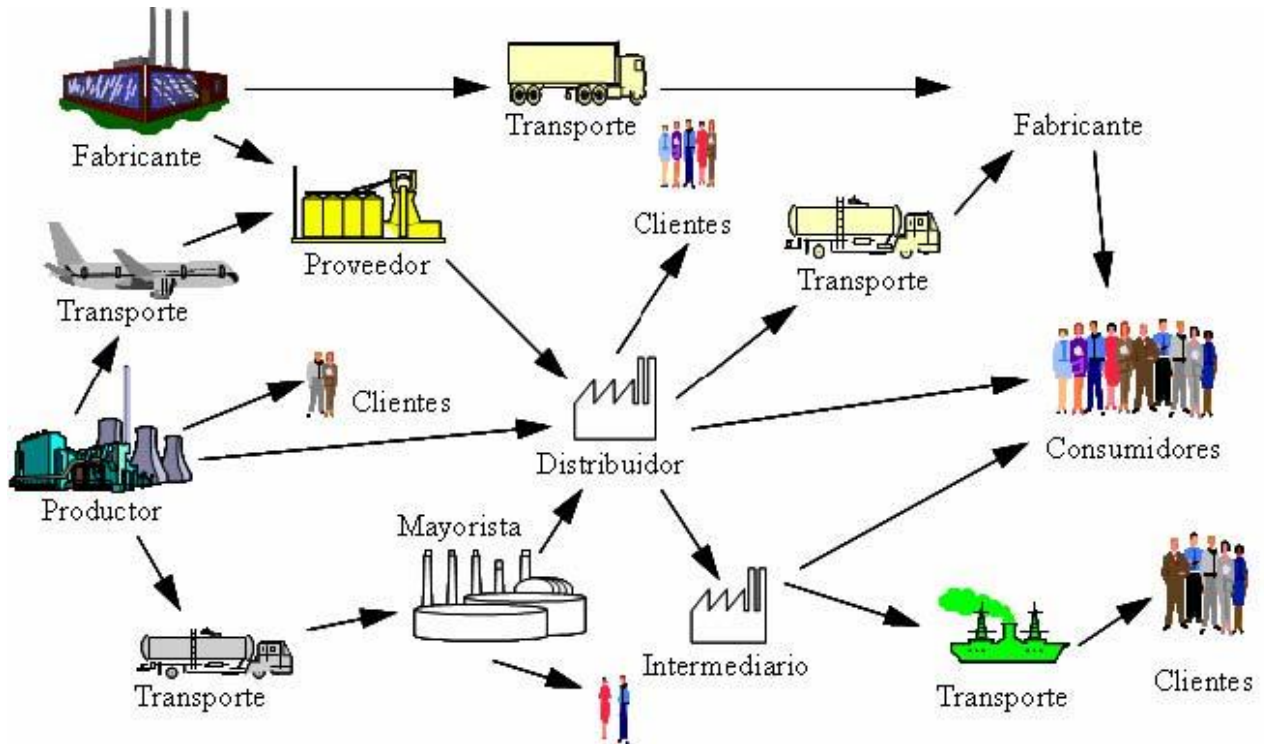 Transporte
Fabricante
Fabricante
Clientes
Proveedor
Transporte
Transporte
Clientes
Consumidores
Distribuidor
Productor
Mayorista
Intermediario
Transporte
Transporte
Clientes